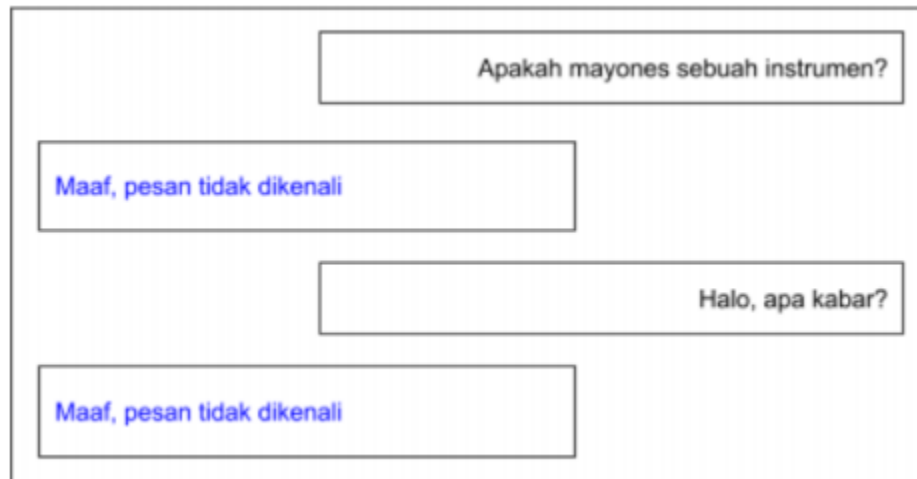 Apakah mayones sebuah instrumen?
Maaf, pesan tidak dikenali
Halo, apa kabar?
Maaf, pesan tidak dikenali